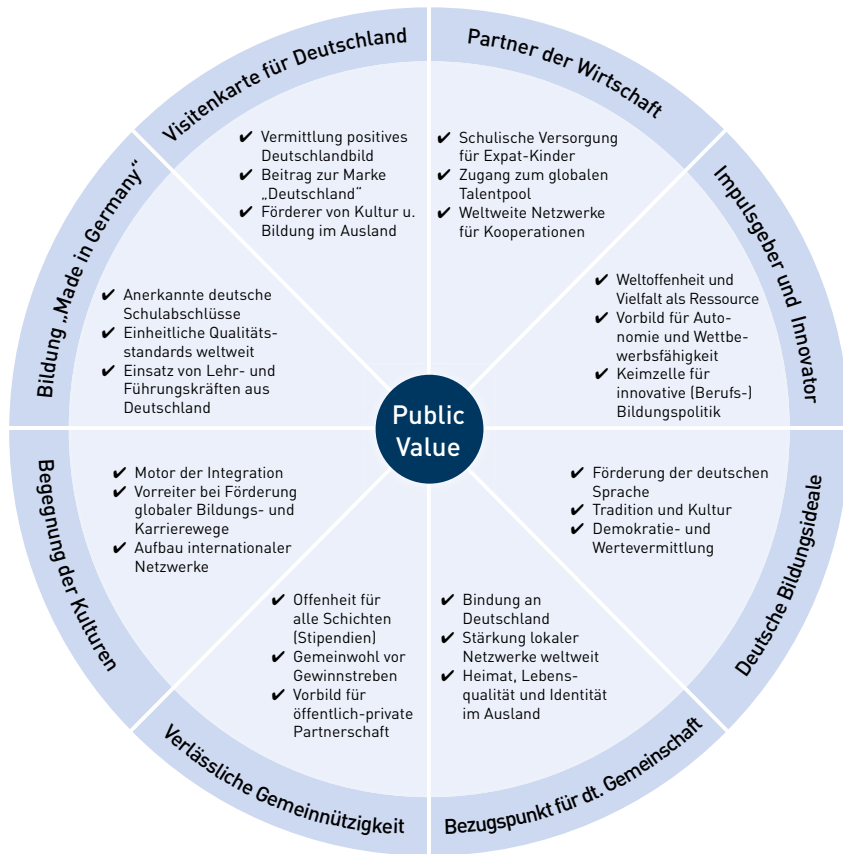 Visitenkarte für Deutschland
✔ Vermittlung positives
Deutschlandbild
✔ Beitrag zur Marke
„Deutschland“
✔ Förderer von Kultur u.
Bildung im Ausland
Partner der Wirtschaft
✔ Schulische Versorgung
für Expat-Kinder
✔ Zugang zum globalen
Talentpool
✔ Weltweite Netzwerke
für Kooperationen
Impulsgeber und Innovator
✔ Weltoffenheit und
Vielfalt als Ressource
✔ Vorbild für Auto-
nomie und Wettbe-
werbsfähigkeit
✔ Keimzelle für
innovative (Berufs-)
Bildungspolitik
Deutsche Bildungsideale
✔ Förderung der deutschen
Sprache
✔ Tradition und Kultur
✔ Demokratie- und
Wertevermittlung
Bezugspunkt für dt. Gemeinschaft
✔ Bindung an
Deutschland
✔ Stärkung lokaler
Netzwerke weltweit
✔ Heimat, Lebens-
qualität und Identität
im Ausland
Verlässliche Gemeinnützigkeit
✔ Offenheit für
alle Schichten
(Stipendien)
✔ Gemeinwohl vor
Gewinnstreben
✔ Vorbild für
öffentlich-private
Partnerschaft
Begegnung der Kulturen
✔ Motor der Integration
✔ Vorreiter bei Förderung
globaler Bildungs- und
Karrierewege
✔ Aufbau internationaler
Netzwerke
Bildung „Made in Germany“
✔ Anerkannte deutsche
Schulabschlüsse
✔ Einheitliche Qualitäts-
standards weltweit
✔ Einsatz von Lehr- und
Führungskräften aus
Deutschland
Public
Value